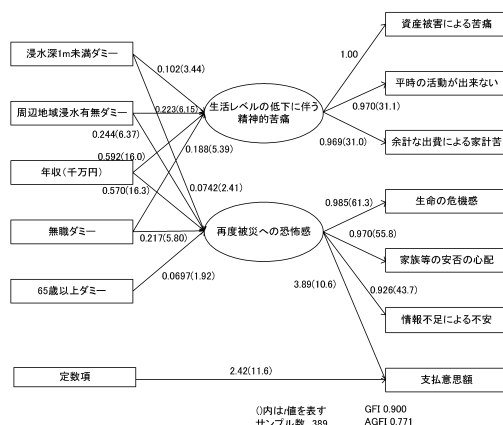 資産被害による苦痛
浸水深1m未満ダミー
1.00
0.102(3.44)
平時の活動が出来ない
生活レベルの低下に伴う
精神的苦痛
0.970(31.1)
周辺地域浸水有無ダミー
0.223(6.15)
0.244(6.37)
0.969(31.0)
余計な出費による家計苦
0.188(5.39)
0.592(16.0)
年収(千万円)
0.570(16.3)
0.0742(2.41)
0.985(61.3)
生命の危機感
無職ダミー
再度被災への恐怖感
0.217(5.80)
0.970(55.8)
家族等の安否の心配
0.0697(1.92)
65歳以上ダミー
3.89(10.6)
0.926(43.7)
情報不足による不安
定数項
2.42(11.6)
支払意思額
()内はt値を表す
GFI 0.900
サンプル数 389
AGFI 0.771